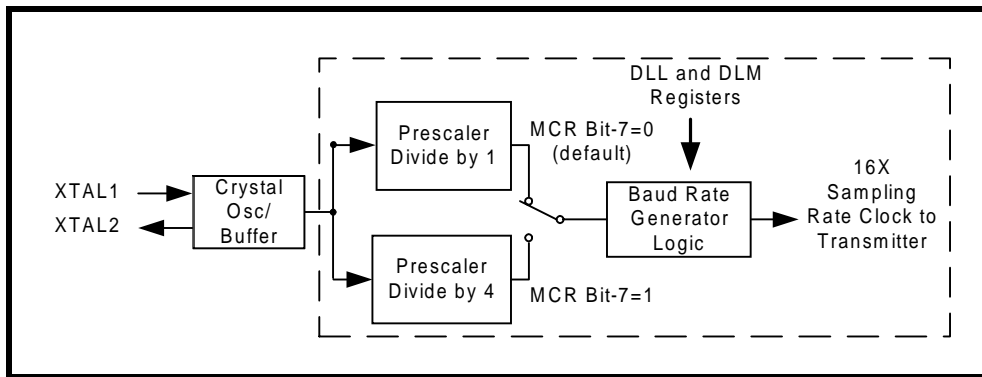 XTAL1
XTAL2
Crystal
Osc/
Buffer
Prescaler
Divide by 1
Prescaler
Divide by 4
MCR Bit-7=0
(default)
MCR Bit-7=1
DLL and DLM
Registers
Baud Rate
Generator
Logic
16X
Sampling
Rate Clock to
Transmitter